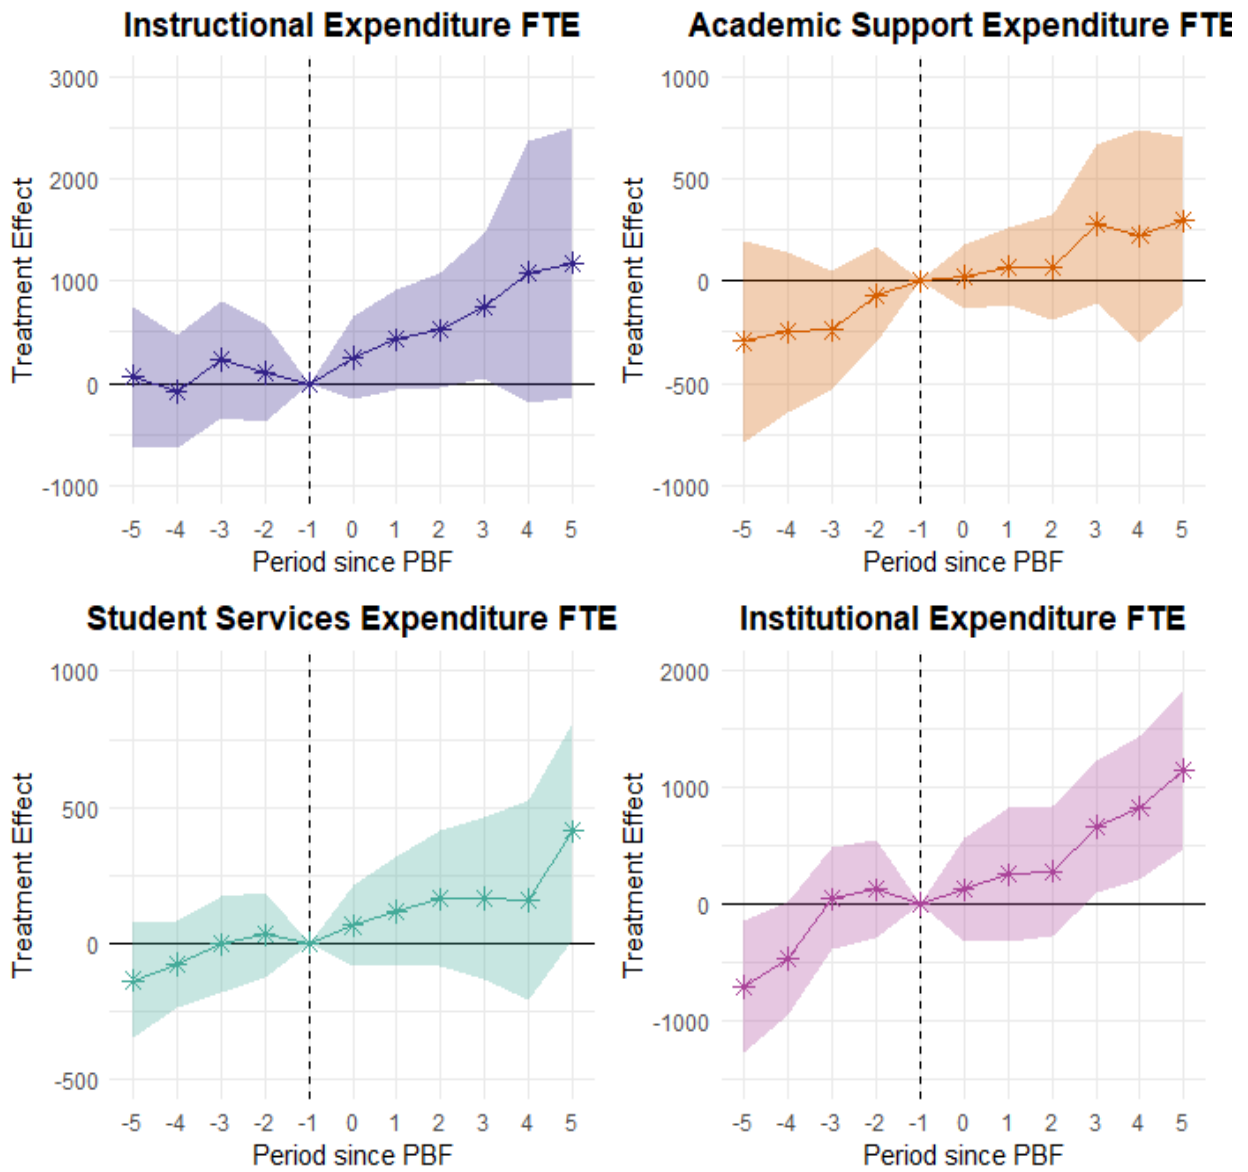 Instructional Expenditure FTE
3000
2000
1000
0
-1000
Treatment Effect
-5 -4 -3 -2 -1 0 1 2 3 4 5
Period since PBF
Academic Support Expenditure FTE
1000
500
0
-500
-1000
Treatment Effect
-5 -4 -3 -2 -1 0 1 2 3 4 5
Period since PBF
Student Services Expenditure FTE
1000
500
0
-500
Treatment Effect
-5 -4 -3 -2 -1 0 1 2 3 4 5
Period since PBF
Institutional Expenditure FTE
2000
1000
0
-1000
Treatment Effect
-5 -4 -3 -2 -1 0 1 2 3 4 5
Period since PBF